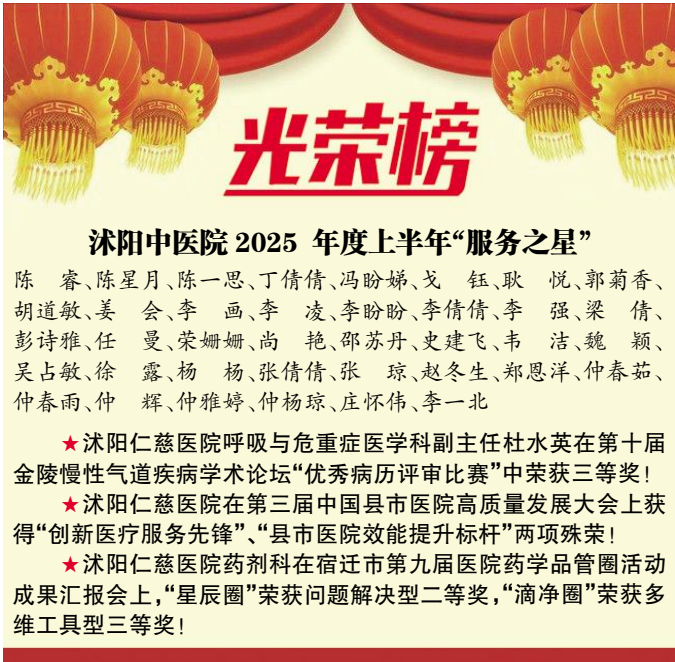 光荣榜
沭阳中医院 2025 年度上半年“服务之星”
陈　睿、陈星月、陈一思、丁倩倩、冯盼娣、戈　钰、耿　悦、郭菊香、
胡道敏、姜　会、李　画、李　凌、李盼盼、李倩倩、李　强、梁　倩、
彭诗雅、任　曼、荣姗姗、尚　艳、邵苏丹、史建飞、韦　洁、魏　颖、
吴占敏、徐　露、杨　杨、张倩倩、张　琼、赵冬生、郑恩洋、仲春茹、
仲春雨、仲　辉、仲雅婷、仲杨琼、庄怀伟、李一北
★沭阳仁慈医院呼吸与危重症医学科副主任杜水英在第十届
金陵慢性气道疾病学术论坛“优秀病历评审比赛”中荣获三等奖！
★沭阳仁慈医院在第三届中国县市医院高质量发展大会上获
得“创新医疗服务先锋”、“县市医院效能提升标杆”两项殊荣！
★沭阳仁慈医院药剂科在宿迁市第九届医院药学品管圈活动
成果汇报会上，“星辰圈”荣获问题解决型二等奖，“滴净圈”荣获多
维工具型三等奖！